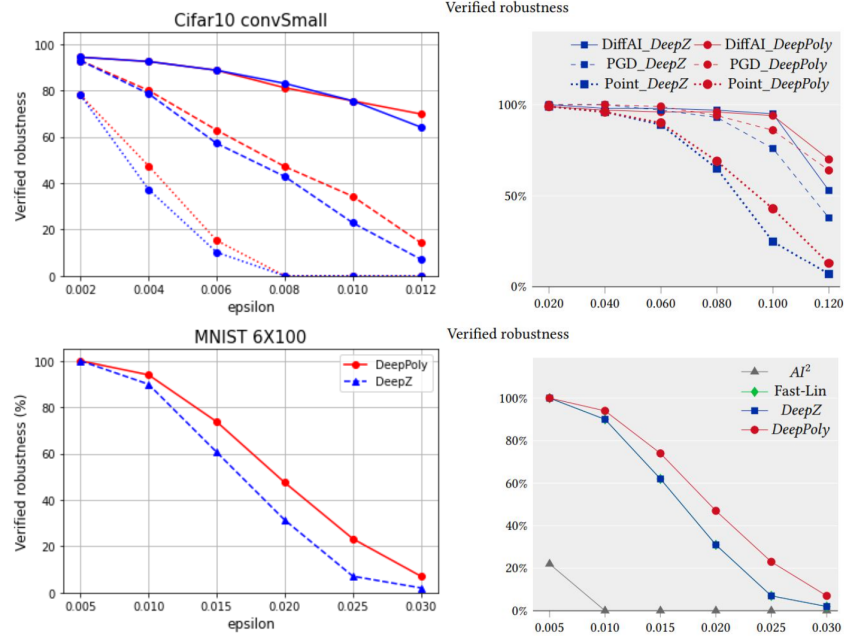 Cifar10 convSmall
Verified robustness
100
80
60
40
20
0
0.002 0.004 0.006 0.008 0.010 0.012
epsilon
Verified robustness
DiffAI_DeepZ DiffAI_DeepPoly
PGD_DeepZ PGD_DeepPoly
Point_DeepZ Point_DeepPoly
100%
50%
0%
0.020 0.040 0.060 0.080 0.100 0.120
MNIST 6X100
Verified robustness (%)
100
80
60
40
20
0
DeepPoly
DeepZ
0.005 0.010 0.015 0.020 0.025 0.030
epsilon
Verified robustness
AI²
Fast-Lin
DeepZ
DeepPoly
100%
80%
60%
40%
20%
0%
0.005 0.010 0.015 0.020 0.025 0.030